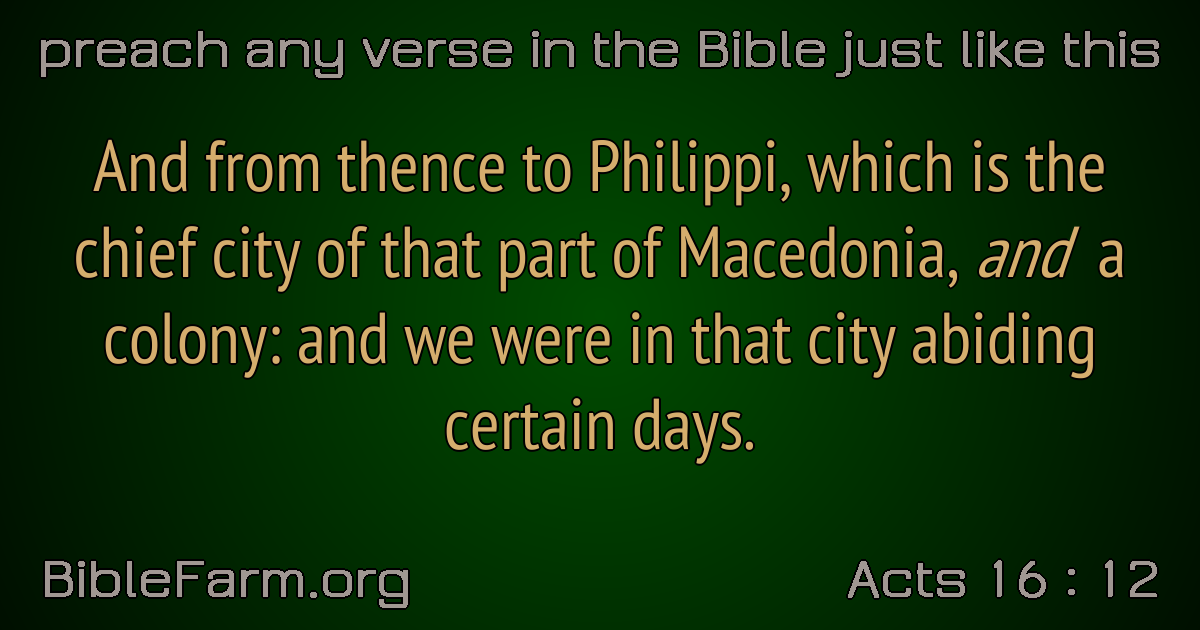 preach any verse in the Bible just like this
And from thence to Philippi, which is the
chief city of that part of Macedonia, and a
colony: and we were in that city abiding
certain days.
BibleFarm.org
Acts 16 : 12